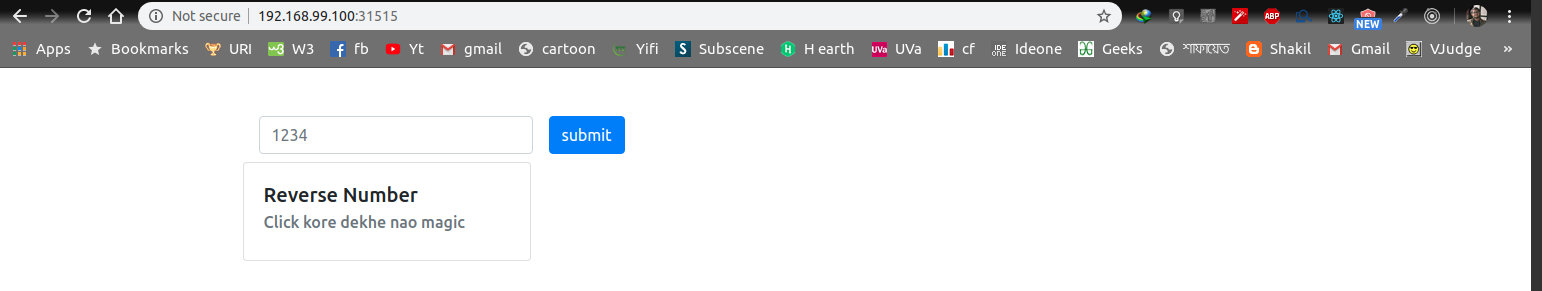 Not secure 192.168.99.100:31515
ABP
NEW
Apps Bookmarks URI W3 fb Yt gmail cartoon Yifi Subscene H earth UVa cf Ideone Geeks শাফায়েত Shakil Gmail VJudge »
1234 submit
Reverse Number
Click kore dekhe nao magic